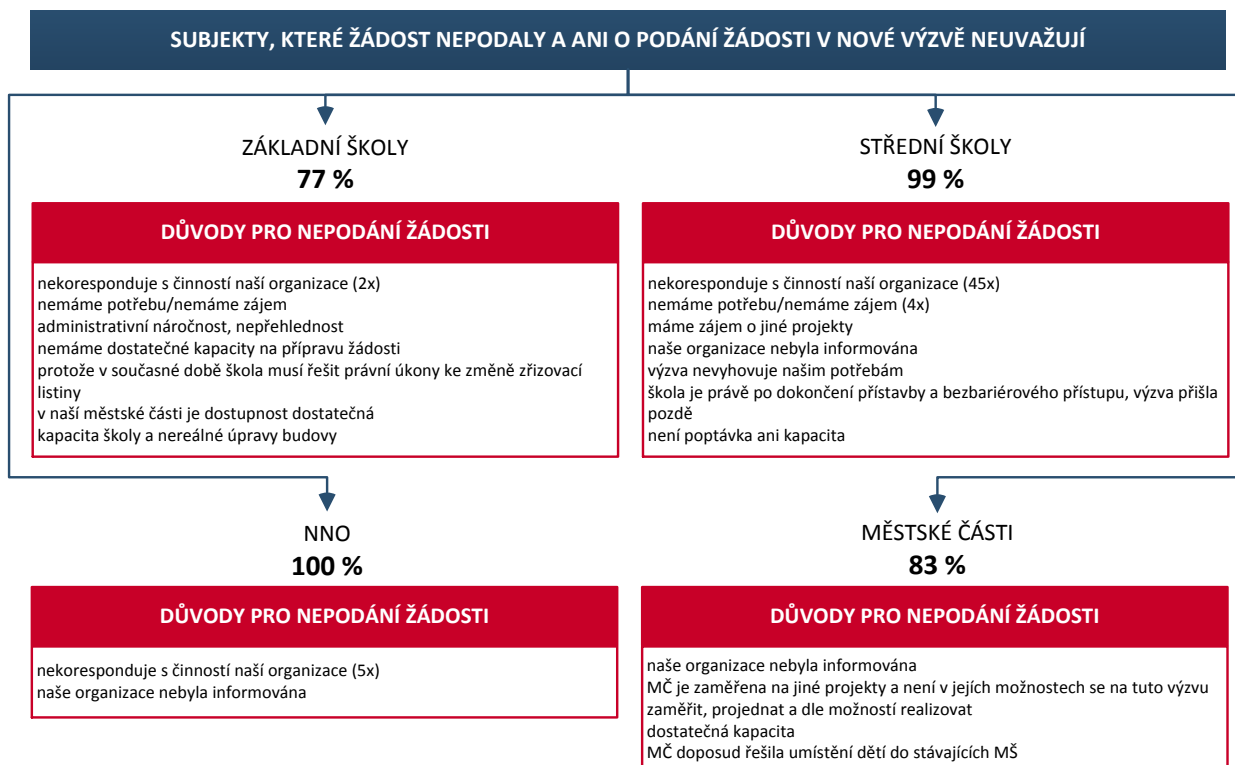 SUBJEKTY, KTERÉ ŽÁDOST NEPODALY A ANI O PODÁNÍ ŽÁDOSTI V NOVÉ VÝZVĚ NEUVAŽUJÍ
ZÁKLADNÍ ŠKOLY
77 %
DŮVODY PRO NEPODÁNÍ ŽÁDOSTI
nekoresponduje s činností naší organizace (2x)
nemáme potřebu/nemáme zájem
administrativní náročnost, nepřehlednost
nemáme dostatečné kapacity na přípravu žádosti
protože v současné době škola musí řešit právní úkony ke změně zřizovací
listiny
v naší městské části je dostupnost dostatečná
kapacita školy a nereálné úpravy budovy
STŘEDNÍ ŠKOLY
99 %
DŮVODY PRO NEPODÁNÍ ŽÁDOSTI
nekoresponduje s činností naší organizace (45x)
nemáme potřebu/nemáme zájem (4x)
máme zájem o jiné projekty
naše organizace nebyla informována
výzva nevyhovuje našim potřebám
škola je právě po dokončení přístavby a bezbariérového přístupu, výzva přišla
pozdě
není poptávka ani kapacita
NNO
100 %
DŮVODY PRO NEPODÁNÍ ŽÁDOSTI
nekoresponduje s činností naší organizace (5x)
naše organizace nebyla informována
MĚSTSKÉ ČÁSTI
83 %
DŮVODY PRO NEPODÁNÍ ŽÁDOSTI
naše organizace nebyla informována
MČ je zaměřena na jiné projekty a není v jejích možnostech se na tuto výzvu
zaměřit, projednat a dle možností realizovat
dostatečná kapacita
MČ doposud řešila umístění dětí do stávajících MŠ